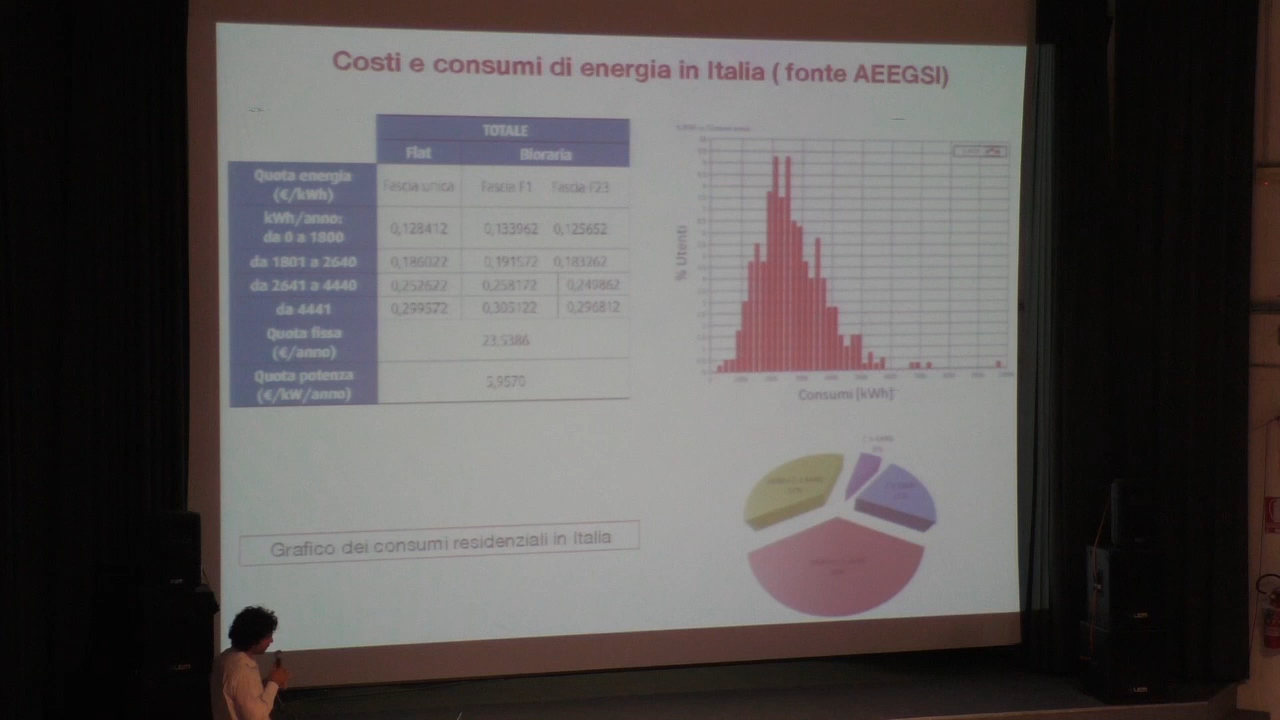 Costi e consumi di energia in Italia ( fonte AEEGSI)
TOTALE
Flat Bioraria
Quota energia
(€/kWh)
Fascia unica Fascia F1 Fascia F23
kWh/anno:
da 0 a 1800
0,128412 0,133962 0,125652
da 1801 a 2640 0,186022 0,191572 0,183262
da 2641 a 4440 0,252622 0,258172 0,249862
da 4441 0,299572 0,305122 0,296812
Quota fissa
(€/anno)
23,5386
Quota potenza
(€/kW/anno)
5,9570
% Utenti
Consumi [kWh]
Grafico dei consumi residenziali in Italia